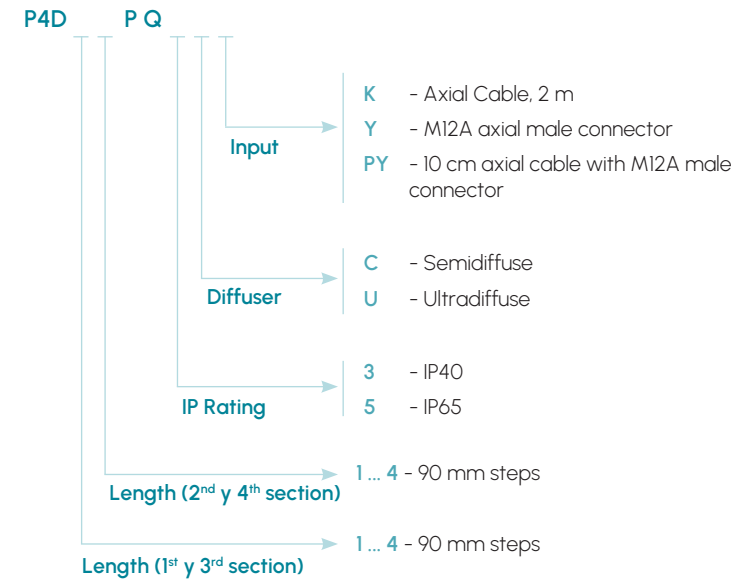 P4D P Q
K - Axial Cable, 2 m
Y - M12A axial male connector
Input
PY - 10 cm axial cable with M12A male
connector
C - Semidiffuse
Diffuser
U - Ultradiffuse
3 - IP40
IP Rating
5 - IP65
1 ... 4 - 90 mm steps
Length (2nd y 4th section)
1 ... 4 - 90 mm steps
Length (1st y 3rd section)